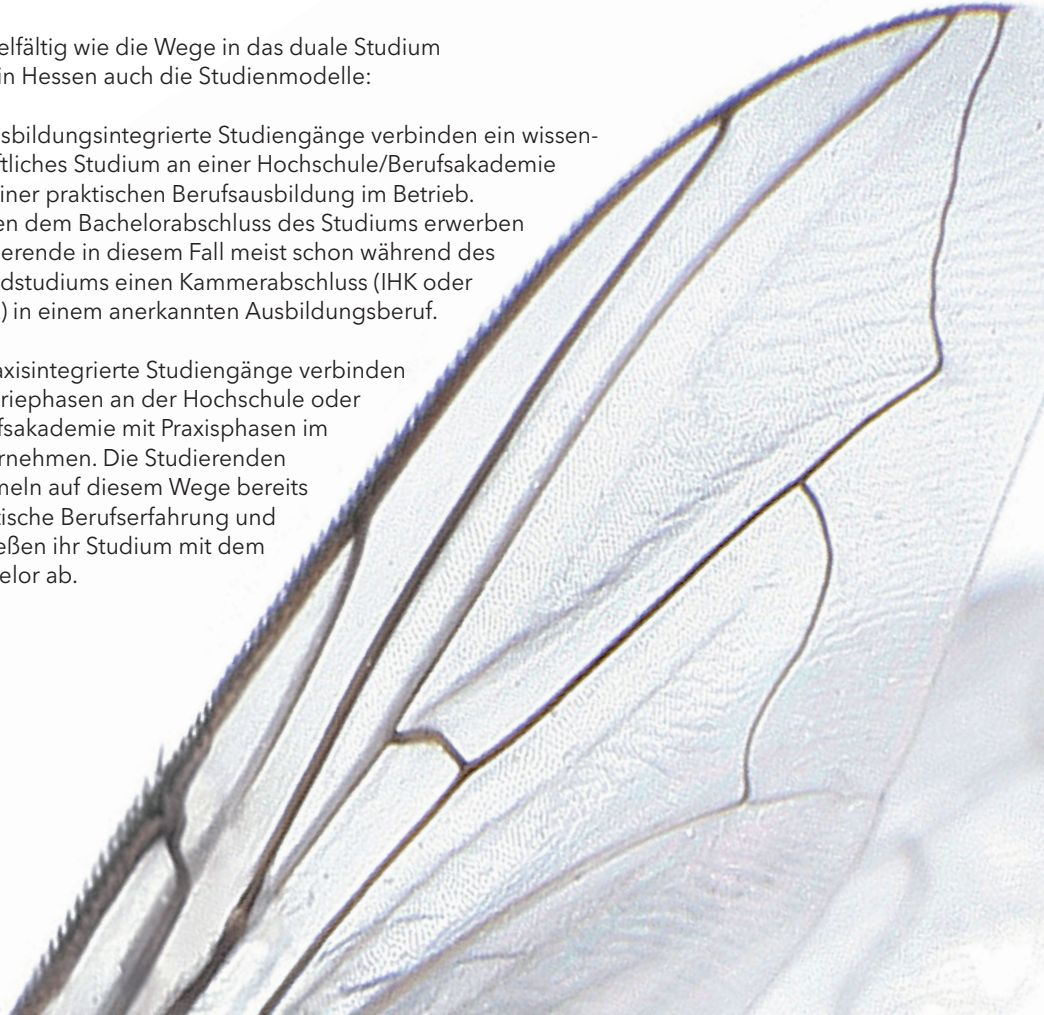 elfältig wie die Wege in das duale Studium
in Hessen auch die Studienmodelle:
sbildungsintegrierte Studiengänge verbinden ein wissen-
ftliches Studium an einer Hochschule/Berufsakademie
iner praktischen Berufsausbildung im Betrieb.
en dem Bachelorabschluss des Studiums erwerben
erende in diesem Fall meist schon während des
dstudiums einen Kammerabschluss (IHK oder
) in einem anerkannten Ausbildungsberuf.
axisintegrierte Studiengänge verbinden
riephasen an der Hochschule oder
fsakademie mit Praxisphasen im
rnehmen. Die Studierenden
meln auf diesem Wege bereits
tische Berufserfahrung und
eßen ihr Studium mit dem
elor ab.